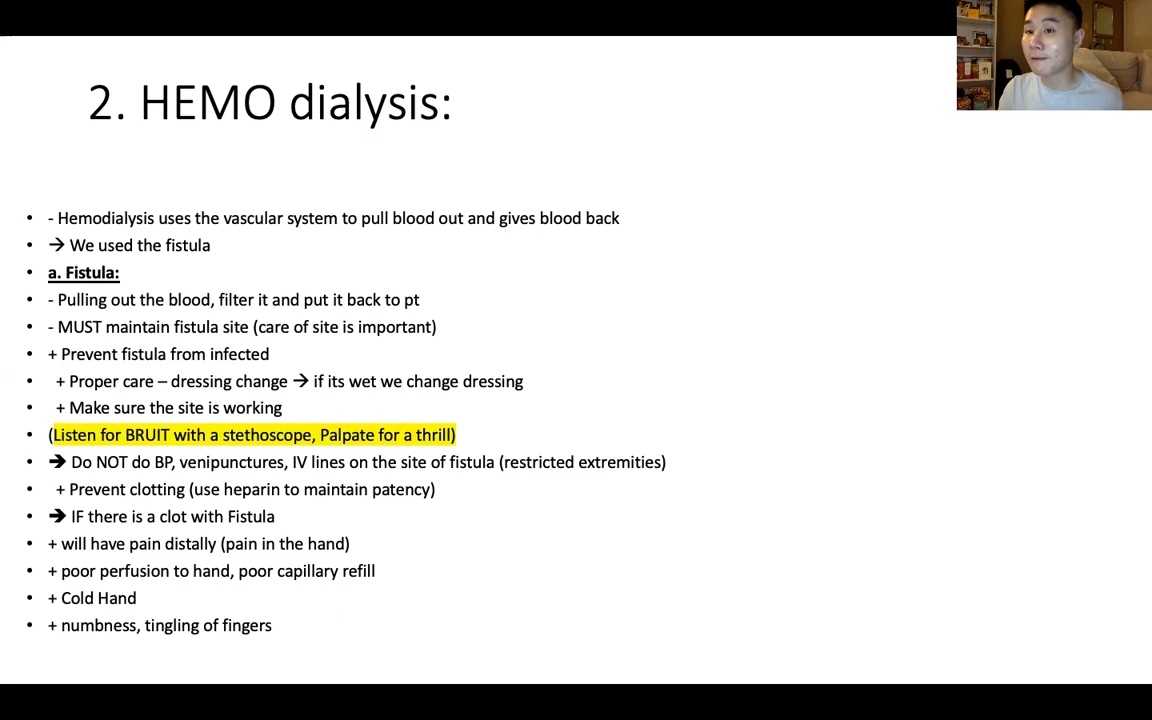 2. HEMO dialysis:
• - Hemodialysis uses the vascular system to pull blood out and gives blood back
• → We used the fistula
• a. Fistula:
• - Pulling out the blood, filter it and put it back to pt
• - MUST maintain fistula site (care of site is important)
• + Prevent fistula from infected
• + Proper care – dressing change → if its wet we change dressing
• + Make sure the site is working
• (Listen for BRUIT with a stethoscope, Palpate for a thrill)
• → Do NOT do BP, venipunctures, IV lines on the site of fistula (restricted extremities)
• + Prevent clotting (use heparin to maintain patency)
• → IF there is a clot with Fistula
• + will have pain distally (pain in the hand)
• + poor perfusion to hand, poor capillary refill
• + Cold Hand
• + numbness, tingling of fingers